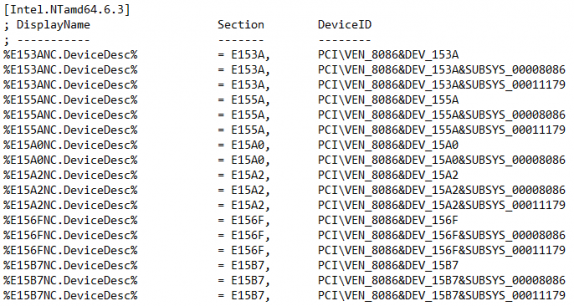 [Intel.NTamd64.6.3]
; DisplayName Section DeviceID
; ----------- ------- --------
%E153ANC.DeviceDesc% = E153A, PCI\VEN_8086&DEV_153A
%E153ANC.DeviceDesc% = E153A, PCI\VEN_8086&DEV_153A&SUBSYS_00008086
%E153ANC.DeviceDesc% = E153A, PCI\VEN_8086&DEV_153A&SUBSYS_00011179
%E155ANC.DeviceDesc% = E155A, PCI\VEN_8086&DEV_155A
%E155ANC.DeviceDesc% = E155A, PCI\VEN_8086&DEV_155A&SUBSYS_00008086
%E155ANC.DeviceDesc% = E155A, PCI\VEN_8086&DEV_155A&SUBSYS_00011179
%E15A0NC.DeviceDesc% = E15A0, PCI\VEN_8086&DEV_15A0
%E15A0NC.DeviceDesc% = E15A0, PCI\VEN_8086&DEV_15A0&SUBSYS_00008086
%E15A2NC.DeviceDesc% = E15A2, PCI\VEN_8086&DEV_15A2
%E15A2NC.DeviceDesc% = E15A2, PCI\VEN_8086&DEV_15A2&SUBSYS_00008086
%E15A2NC.DeviceDesc% = E15A2, PCI\VEN_8086&DEV_15A2&SUBSYS_00011179
%E156FNC.DeviceDesc% = E156F, PCI\VEN_8086&DEV_156F
%E156FNC.DeviceDesc% = E156F, PCI\VEN_8086&DEV_156F&SUBSYS_00008086
%E156FNC.DeviceDesc% = E156F, PCI\VEN_8086&DEV_156F&SUBSYS_00011179
%E15B7NC.DeviceDesc% = E15B7, PCI\VEN_8086&DEV_15B7
%E15B7NC.DeviceDesc% = E15B7, PCI\VEN_8086&DEV_15B7&SUBSYS_00008086
%E15B7NC.DeviceDesc% = E15B7, PCI\VEN_8086&DEV_15B7&SUBSYS_00011179